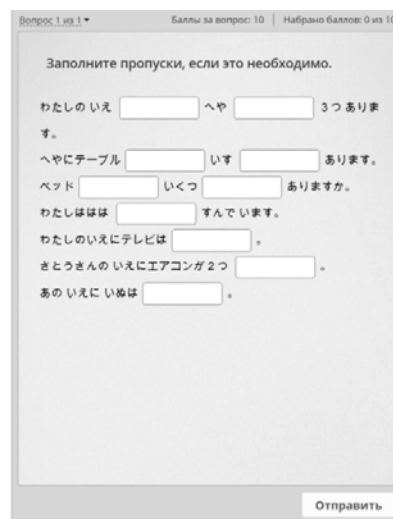 Вопрос 1 из 1 ▼ Баллы за вопрос: 10 | Набрано баллов: 0 из 10
Заполните пропуски, если это необходимо.
わたしの いえ へや 3つ ありま
す。
へやにテーブル いす あります。
ベッド いくつ ありますか。
わたしははは すんで います。
わたしのいえにテレビは 。
さとうさんの いえにエアコンが2つ 。
あの いえに いぬは 。
Отправить